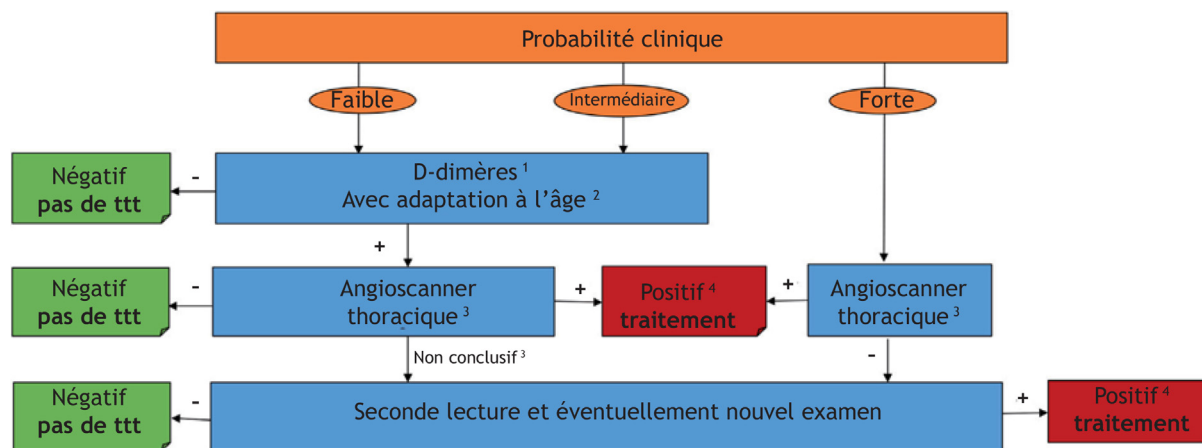 Probabilité clinique
Faible
Intermédiaire
Forte
Négatif
pas de ttt
-
D-dimères ¹
Avec adaptation à l’âge ²
+
Négatif
pas de ttt
-
Angioscanner
thoracique ³
+
Positif ⁴
traitement
+
Angioscanner
thoracique ³
Non conclusif ³
-
Négatif
pas de ttt
-
Seconde lecture et éventuellement nouvel examen
+
Positif ⁴
traitement